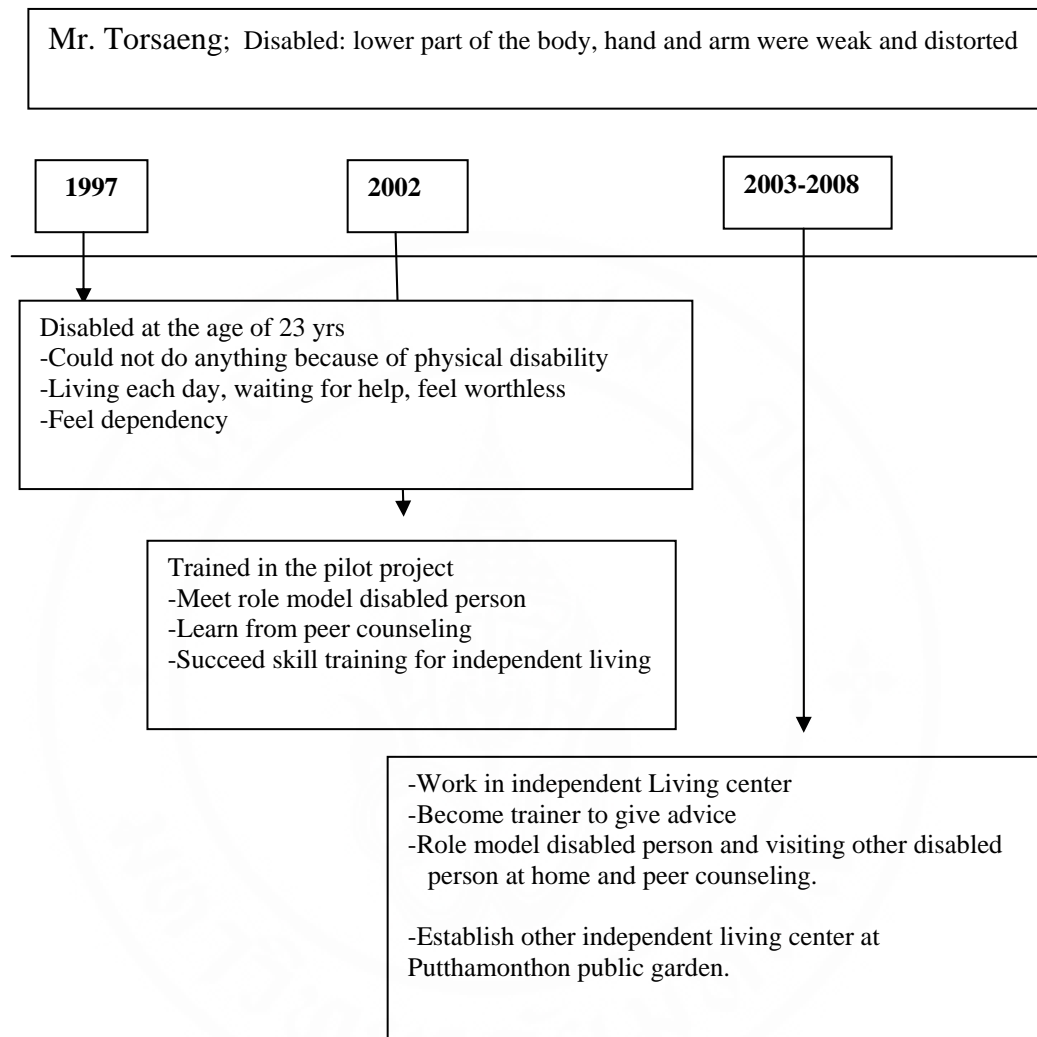 Mr. Torsaeng; Disabled: lower part of the body, hand and arm were weak and distorted
1997
2002
2003-2008
Disabled at the age of 23 yrs
-Could not do anything because of physical disability
-Living each day, waiting for help, feel worthless
-Feel dependency
Trained in the pilot project
-Meet role model disabled person
-Learn from peer counseling
-Succeed skill training for independent living
-Work in independent Living center
-Become trainer to give advice
-Role model disabled person and visiting other disabled
person at home and peer counseling.
-Establish other independent living center at
Putthamonthon public garden.